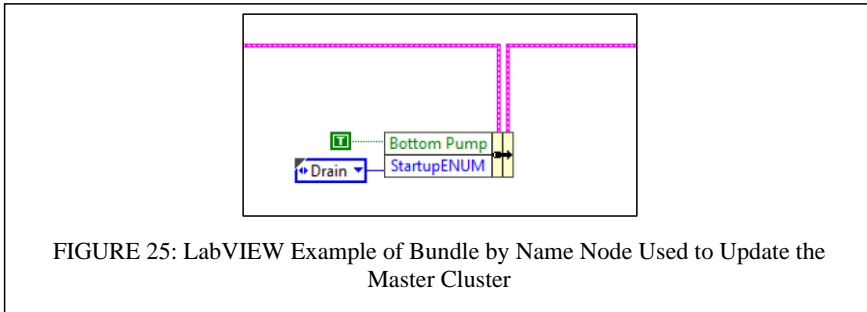 T
Bottom Pump
Drain
StartupENUM
FIGURE 25: LabVIEW Example of Bundle by Name Node Used to Update the
Master Cluster